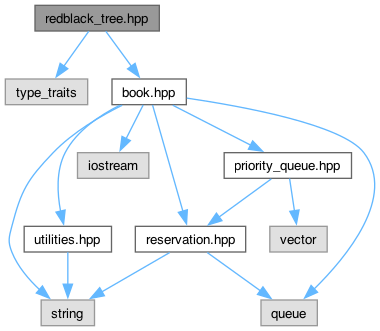 redblack_tree.hpp
type_traits
book.hpp
iostream
priority_queue.hpp
utilities.hpp
reservation.hpp
vector
string
queue